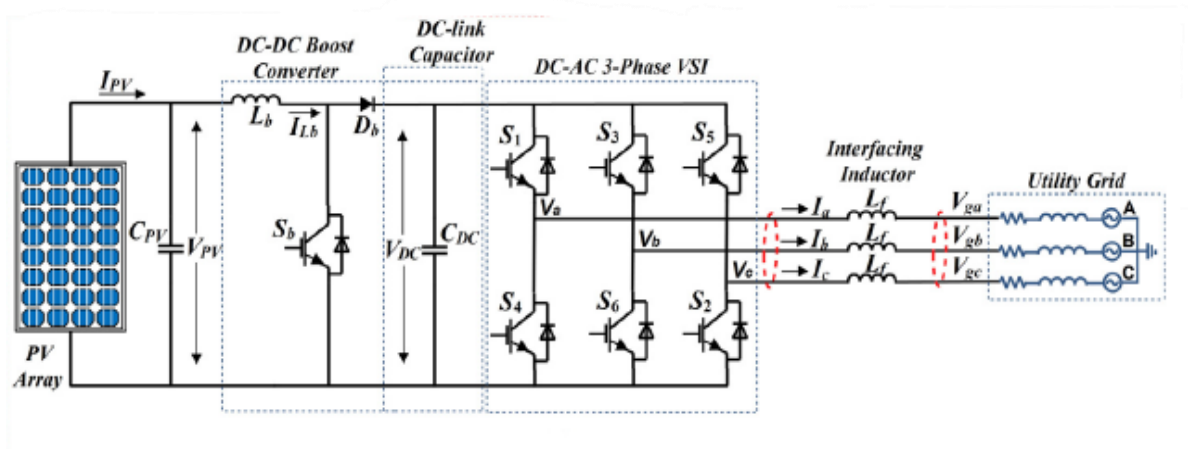 DC-DC Boost
Converter
DC-link
Capacitor
DC-AC 3-Phase VSI
I_PV
L_b
I_Lb
D_b
S_b
C_PV
V_PV
V_DC
C_DC
PV
Array
S_1
S_3
S_5
S_4
S_6
S_2
V_a
V_b
V_c
Interfacing
Inductor
I_a
L_f
V_ga
I_b
L_f
V_gb
I_c
L_f
V_gc
Utility Grid
A
B
C